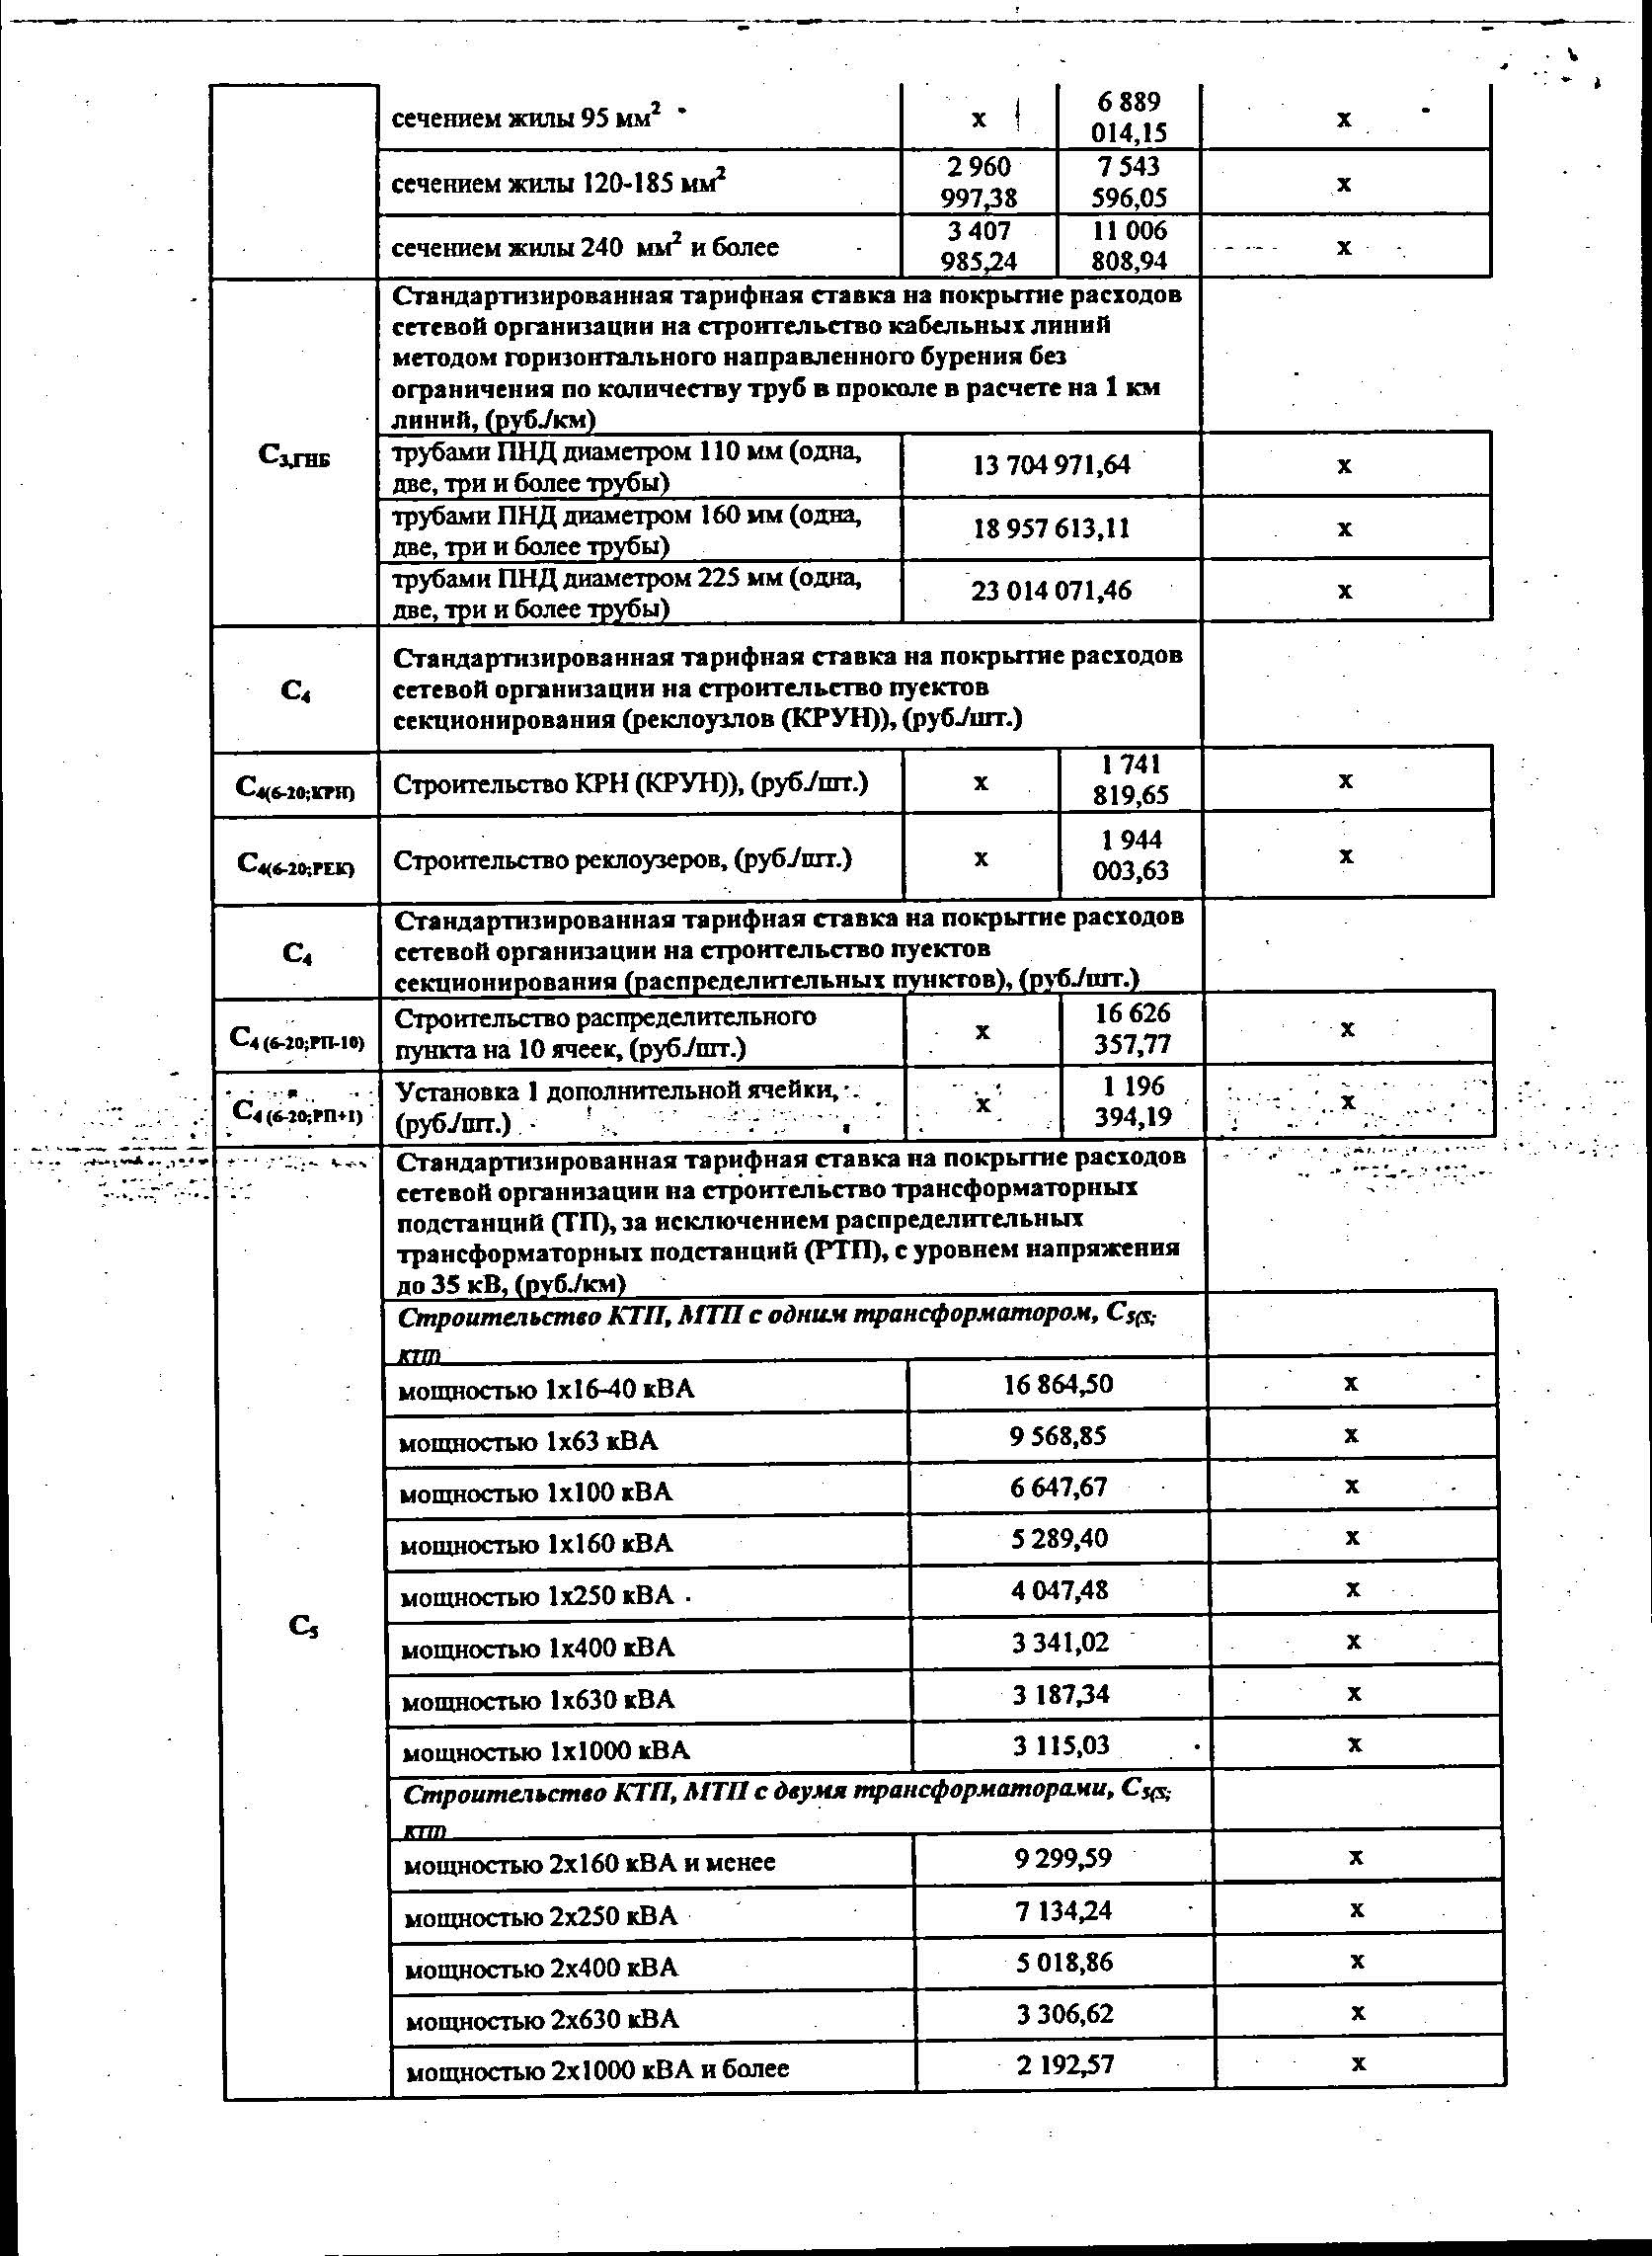 сечением жилы 95 мм² х 6 889 014,15 х
сечением жилы 120-185 мм² 2 960 997,38 7 543 596,05 х
сечением жилы 240 мм² и более 3 407 985,24 11 006 808,94 х
С3,ГНБ
Стандартизированная тарифная ставка на покрытие расходов
сетевой организации на строительство кабельных линий
методом горизонтального направленного бурения без
ограничения по количеству труб в проколе в расчете на 1 км
линий, (руб./км)
трубами ПНД диаметром 110 мм (одна,
две, три и более трубы) 13 704 971,64 х
трубами ПНД диаметром 160 мм (одна,
две, три и более трубы) 18 957 613,11 х
трубами ПНД диаметром 225 мм (одна,
две, три и более трубы) 23 014 071,46 х
С4
Стандартизированная тарифная ставка на покрытие расходов
сетевой организации на строительство пуектов
секционирования (реклоузлов (КРУН)), (руб./шт.)
С4(6-20;КРН) Строительство КРН (КРУН)), (руб./шт.) х 1 741 819,65 х
С4(6-20;РЕК) Строительство реклоузеров, (руб./шт.) х 1 944 003,63 х
С4
Стандартизированная тарифная ставка на покрытие расходов
сетевой организации на строительство пуектов
секционирования (распределительных пунктов), (руб./шт.)
С4 (6-20;РП-10) Строительство распределительного
пункта на 10 ячеек, (руб./шт.) х 16 626 357,77 х
С4 (6-20;РП+1) Установка 1 дополнительной ячейки,
(руб./шт.) х 1 196 394,19 х
С5
Стандартизированная тарифная ставка на покрытие расходов
сетевой организации на строительство трансформаторных
подстанций (ТП), за исключением распределительных
трансформаторных подстанций (РТП), с уровнем напряжения
до 35 кВ, (руб./км)
Строительство КТП, МТП с одним трансформатором, С5(S;
КТП)
мощностью 1х16-40 кВА 16 864,50 х
мощностью 1х63 кВА 9 568,85 х
мощностью 1х100 кВА 6 647,67 х
мощностью 1х160 кВА 5 289,40 х
мощностью 1х250 кВА 4 047,48 х
мощностью 1х400 кВА 3 341,02 х
мощностью 1х630 кВА 3 187,34 х
мощностью 1х1000 кВА 3 115,03 х
Строительство КТП, МТП с двумя трансформаторами, С5(S;
КТП)
мощностью 2х160 кВА и менее 9 299,59 х
мощностью 2х250 кВА 7 134,24 х
мощностью 2х400 кВА 5 018,86 х
мощностью 2х630 кВА 3 306,62 х
мощностью 2х1000 кВА и более 2 192,57 х